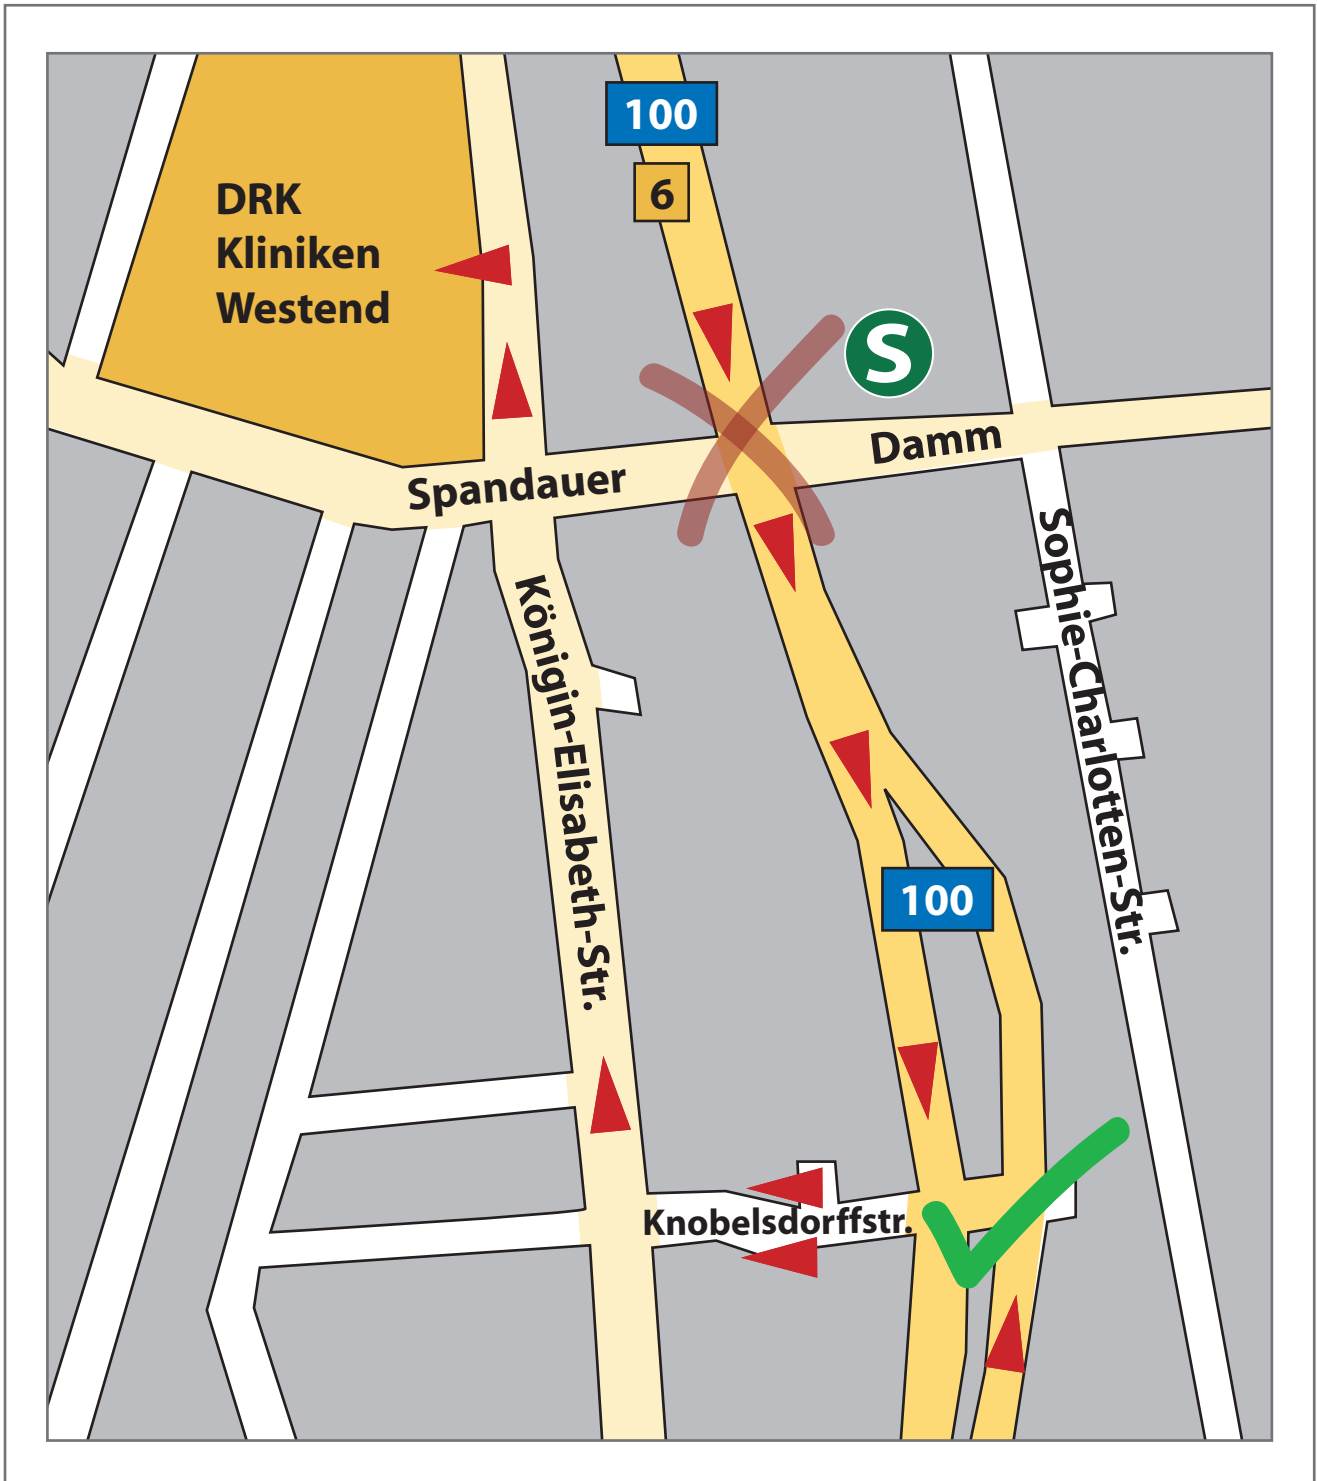 100
6
DRK
Kliniken
Westend
S
Spandauer Damm
Königin-Elisabeth-Str.
Sophie-Charlotten-Str.
100
Knobelsdorffstr.